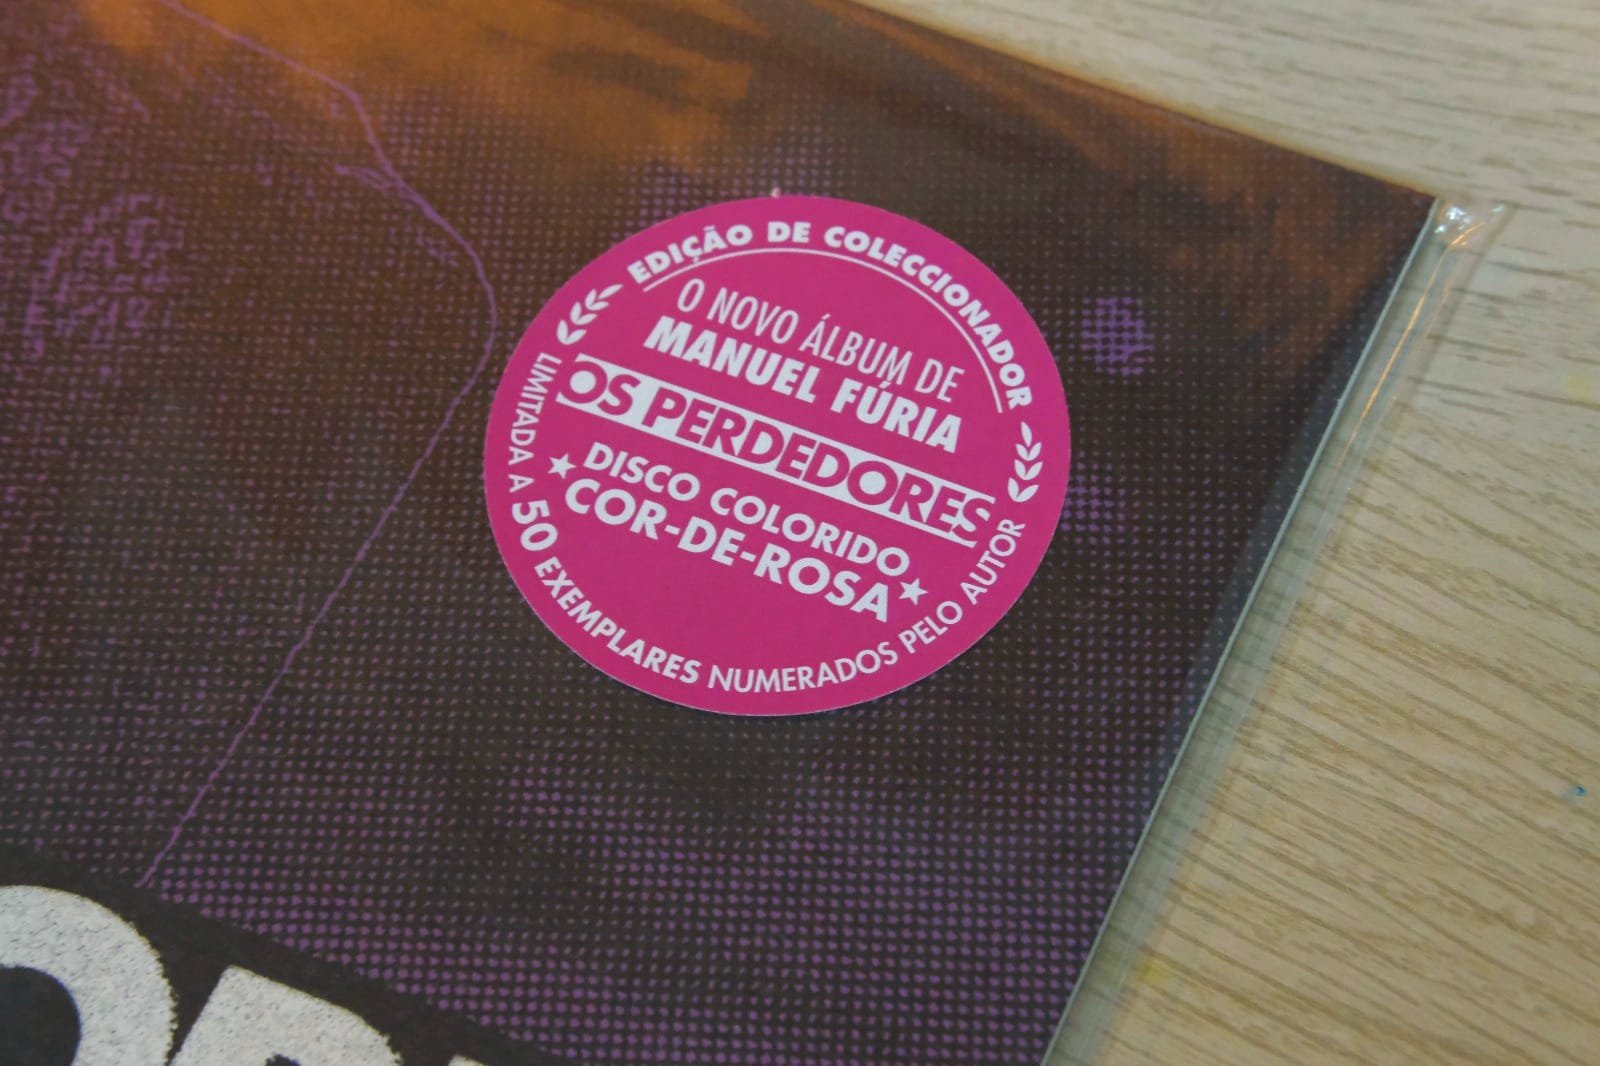 EDIÇÃO DE COLECCIONADOR
O NOVO ÁLBUM DE
MANUEL FÚRIA
OS PERDEDORES
DISCO COLORIDO
COR-DE-ROSA
LIMITADA A 50 EXEMPLARES NUMERADOS PELO AUTOR